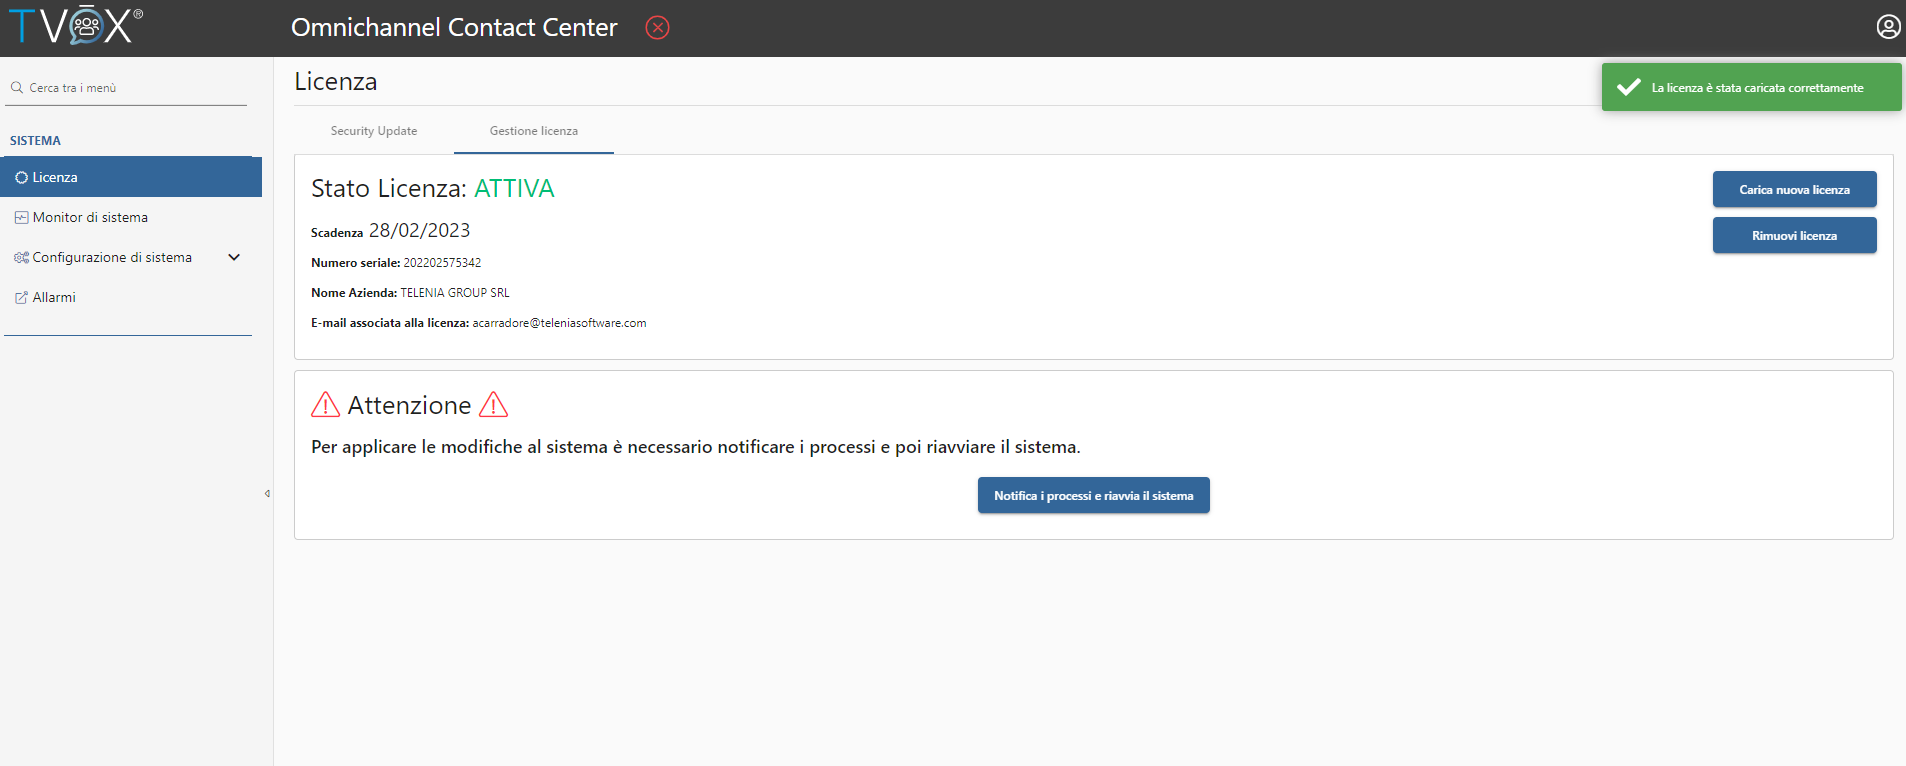 TVOX®
Omnichannel Contact Center
Cerca tra i menù
SISTEMA
Licenza
Monitor di sistema
Configurazione di sistema
Allarmi
Licenza
La licenza è stata caricata correttamente
Security Update
Gestione licenza
Stato Licenza: ATTIVA
Scadenza 28/02/2023
Numero seriale: 202202575342
Nome Azienda: TELENIA GROUP SRL
E-mail associata alla licenza: acarradore@teleniasoftware.com
Carica nuova licenza
Rimuovi licenza
Attenzione
Per applicare le modifiche al sistema è necessario notificare i processi e poi riavviare il sistema.
Notifica i processi e riavvia il sistema